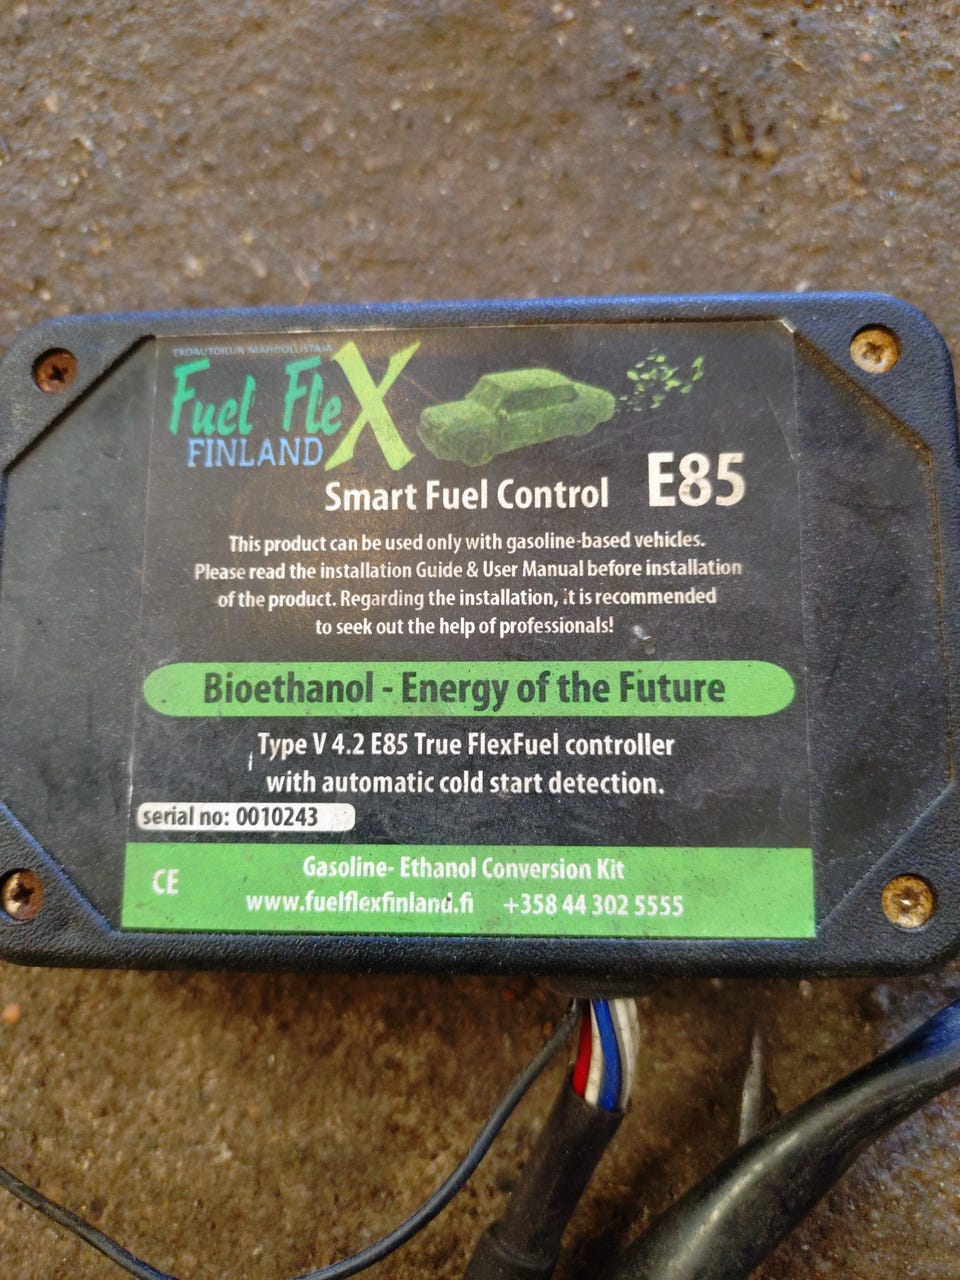 EKOAUTOILUN MAHDOLLISTAJA
Fuel FleX
FINLAND
Smart Fuel Control E85
This product can be used only with gasoline-based vehicles.
Please read the installation Guide & User Manual before installation
of the product. Regarding the installation, it is recommended
to seek out the help of professionals!
Bioethanol - Energy of the Future
Type V 4.2 E85 True FlexFuel controller
with automatic cold start detection.
serial no: 0010243
Gasoline- Ethanol Conversion Kit
CE
www.fuelflexfinland.fi +358 44 302 5555